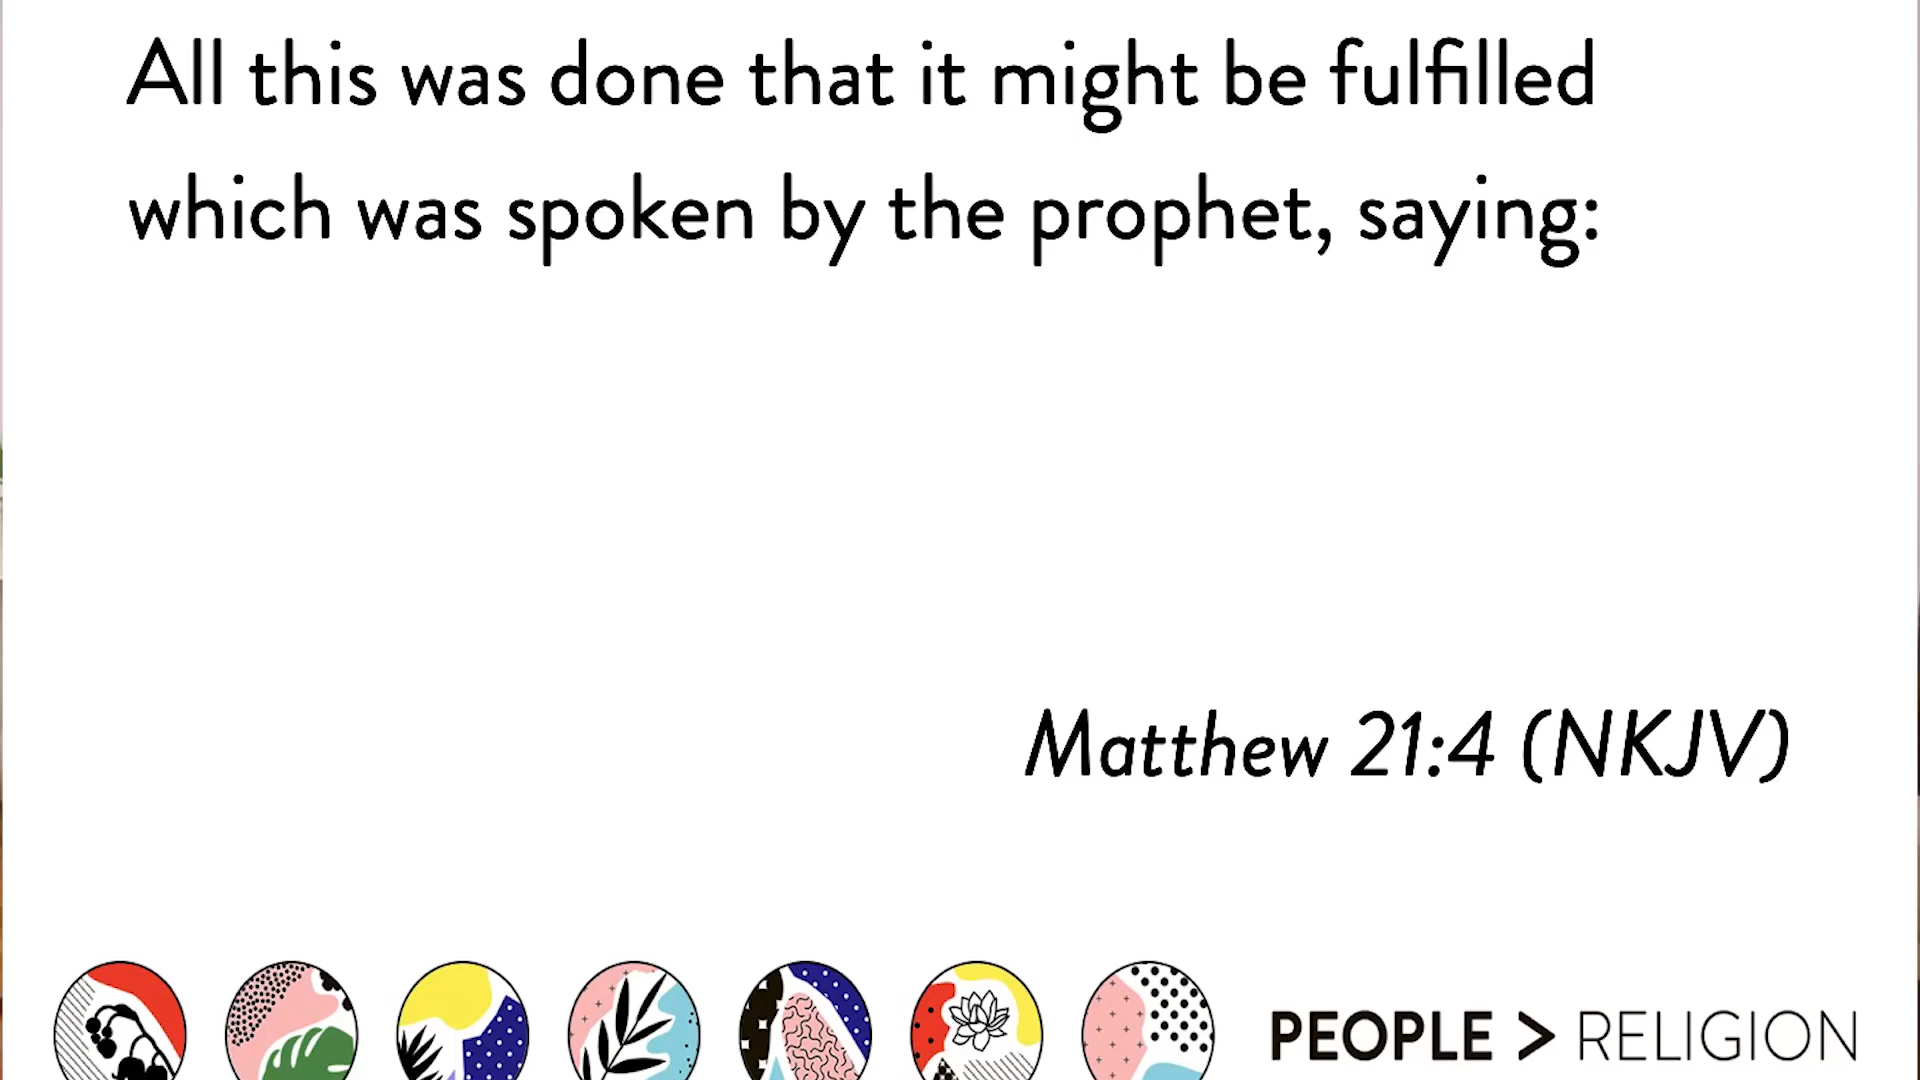 All this was done that it might be fulfilled
which was spoken by the prophet, saying:
Matthew 21:4 (NKJV)
PEOPLE > RELIGION